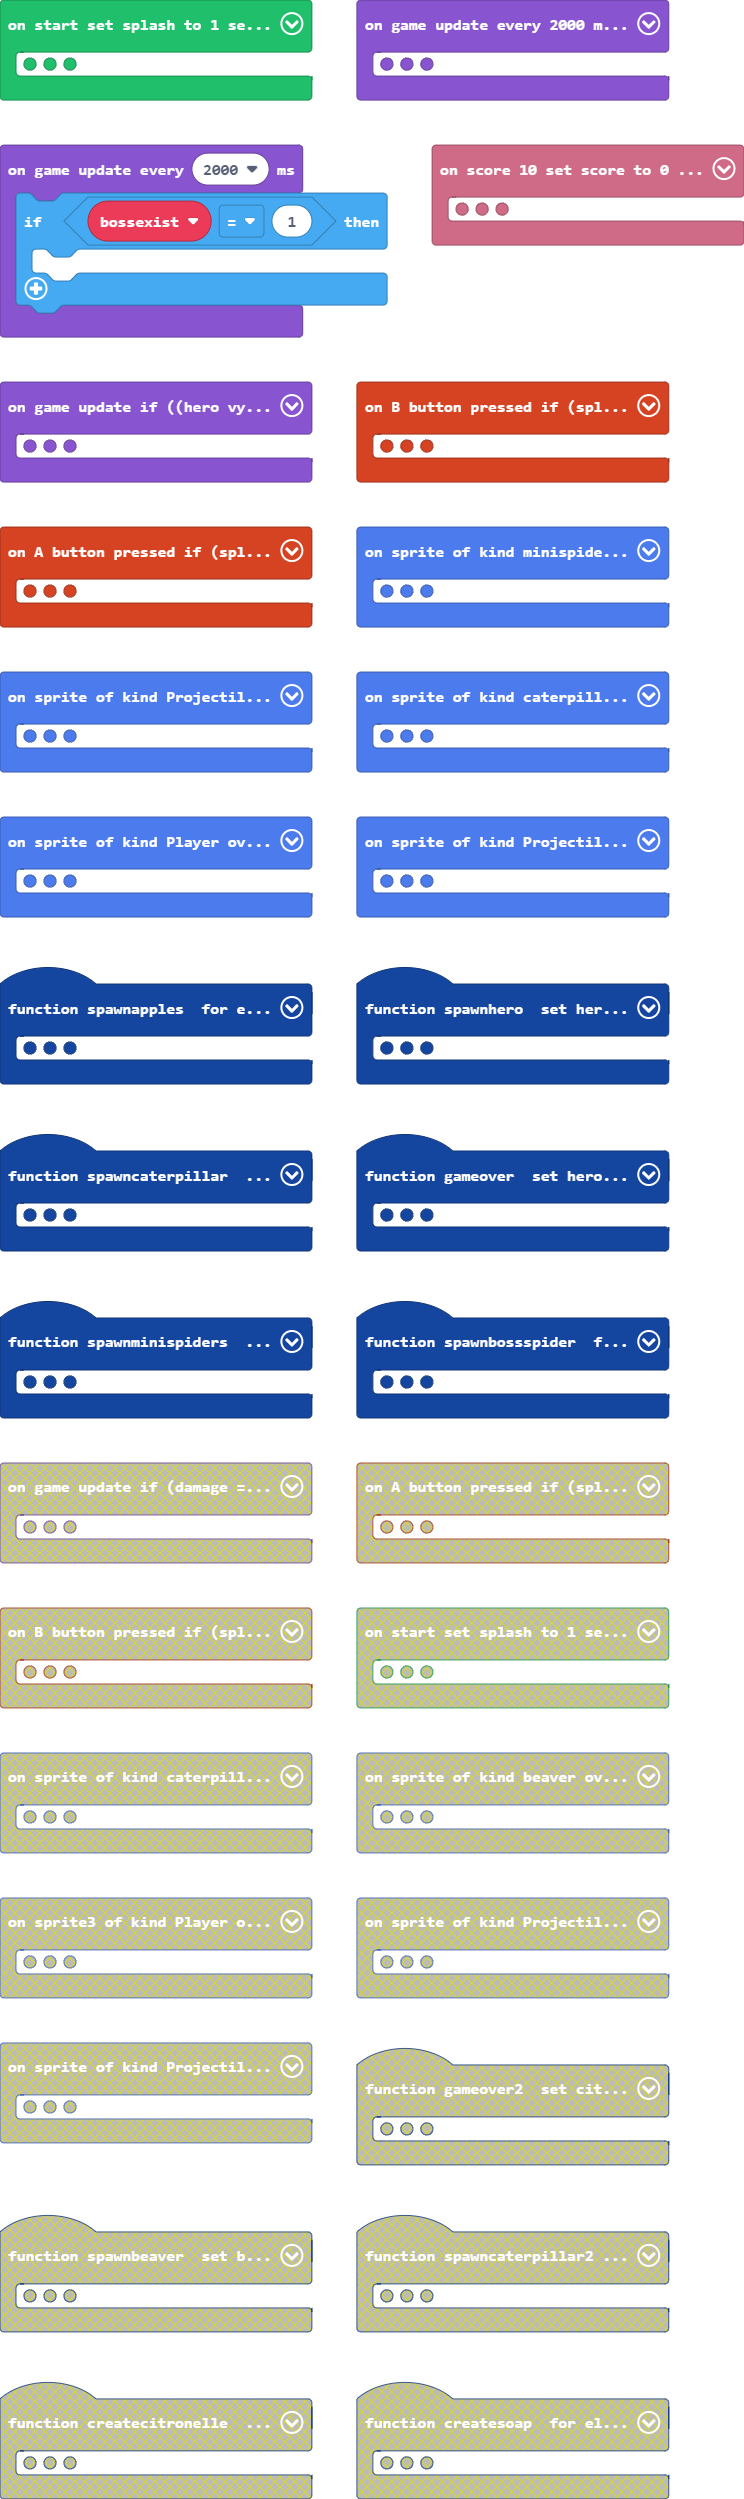 on start set splash to 1 se...
on game update every 2000 m...
on game update every 2000 ms
if bossexist = 1 then
on score 10 set score to 0 ...
on game update if ((hero vy...
on B button pressed if (spl...
on A button pressed if (spl...
on sprite of kind minispide...
on sprite of kind Projectil...
on sprite of kind caterpill...
on sprite of kind Player ov...
on sprite of kind Projectil...
function spawnapples  for e...
function spawnhero  set her...
function spawncaterpillar  ...
function gameover  set hero...
function spawnminispiders  ...
function spawnbossspider  f...
on game update if (damage =...
on A button pressed if (spl...
on B button pressed if (spl...
on start set splash to 1 se...
on sprite of kind caterpill...
on sprite of kind beaver ov...
on sprite3 of kind Player o...
on sprite of kind Projectil...
on sprite of kind Projectil...
function gameover2  set cit...
function spawnbeaver  set b...
function spawncaterpillar2 ...
function createcitronelle  ...
function createsoap  for el...